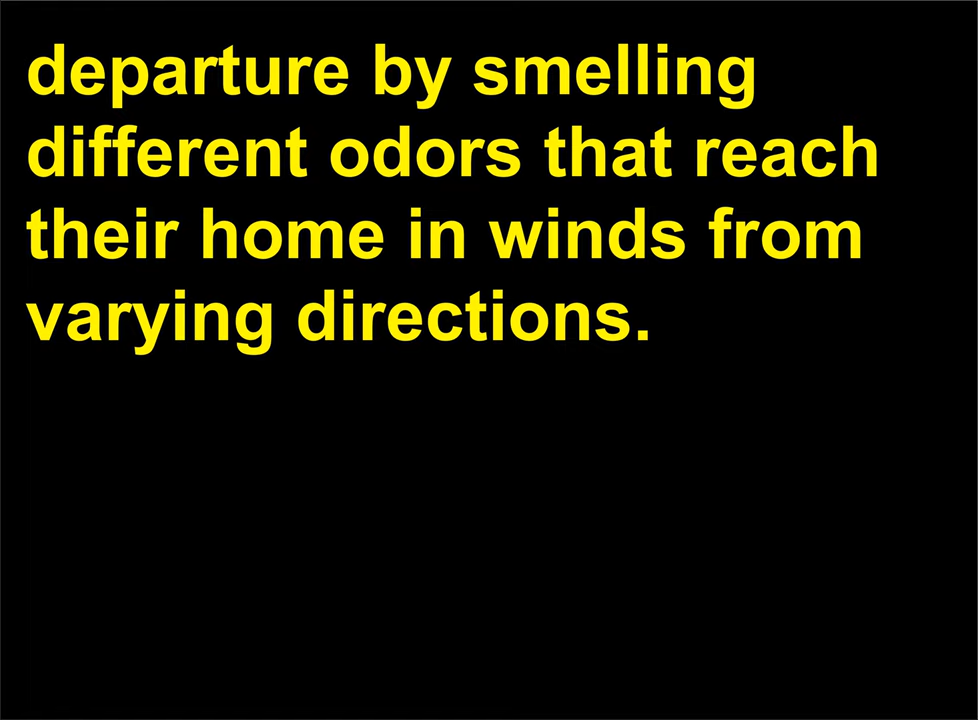 departure by smelling
different odors that reach
their home in winds from
varying directions.